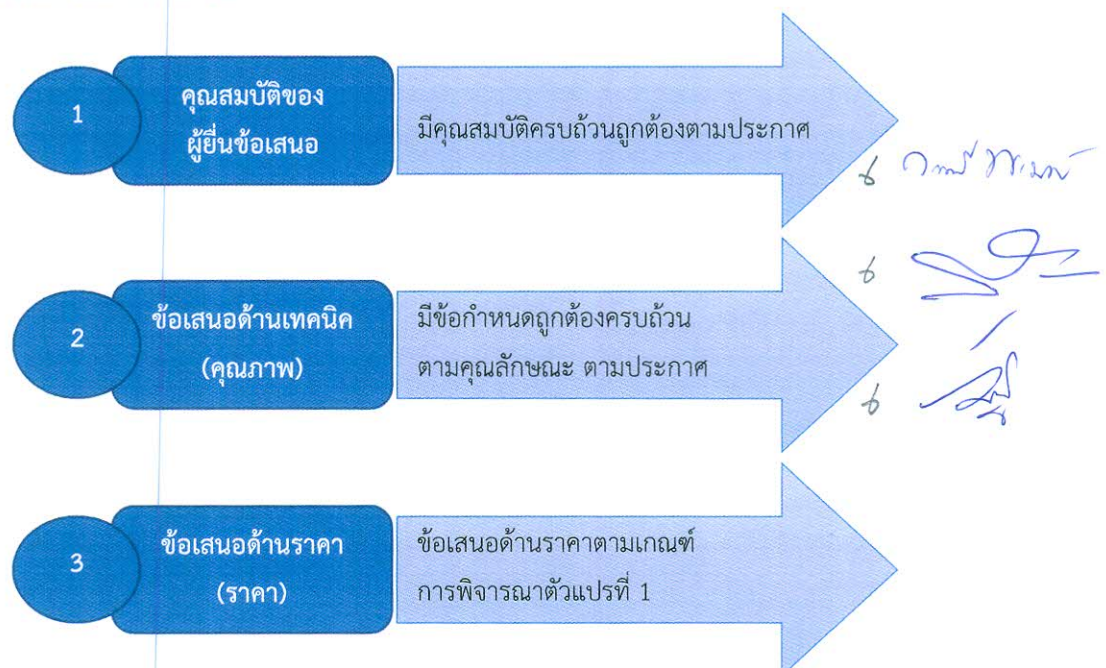 1
คุณสมบัติของ
ผู้ยื่นข้อเสนอ
มีคุณสมบัติครบถ้วนถูกต้องตามประกาศ
2
ข้อเสนอด้านเทคนิค
(คุณภาพ)
มีข้อกำหนดถูกต้องครบถ้วน
ตามคุณลักษณะ ตามประกาศ
3
ข้อเสนอด้านราคา
(ราคา)
ข้อเสนอด้านราคาตามเกณฑ์
การพิจารณาตัวแปรที่ 1